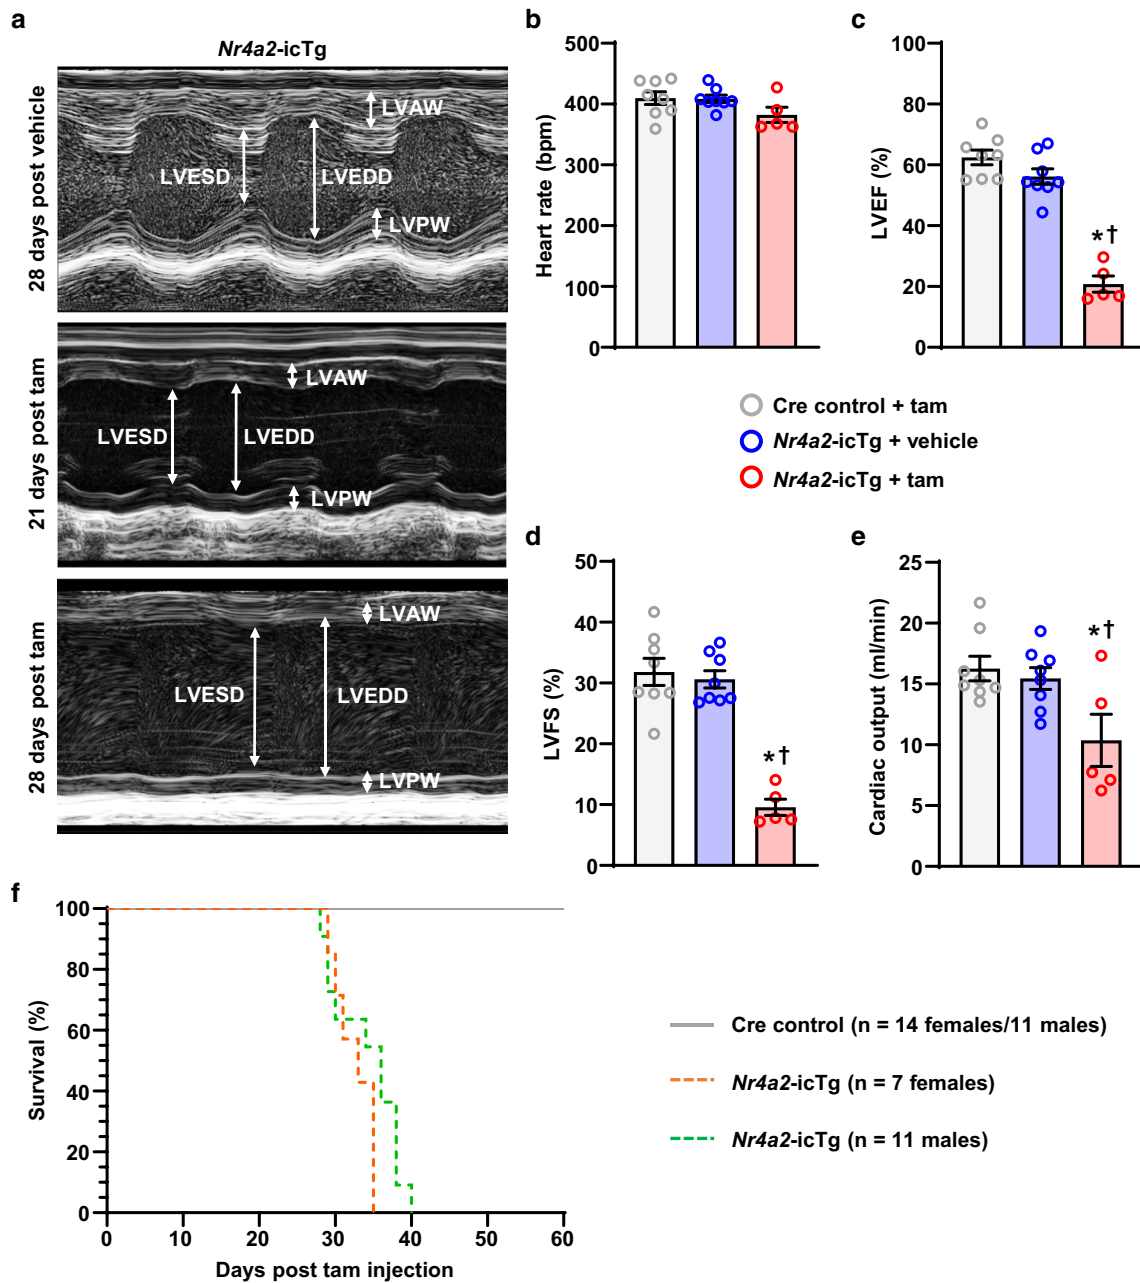 a
Nr4a2-icTg
28 days post vehicle
LVAW
LVESD
LVEDD
LVPW
21 days post tam
LVAW
LVESD
LVEDD
LVPW
28 days post tam
LVAW
LVESD
LVEDD
LVPW
b
Heart rate (bpm)
500
400
300
200
100
0
c
LVEF (%)
100
80
60
40
20
0
*†
Cre control + tam
Nr4a2-icTg + vehicle
Nr4a2-icTg + tam
d
LVFS (%)
50
40
30
20
10
0
*†
e
Cardiac output (ml/min)
25
20
15
10
5
0
*†
f
Survival (%)
100
80
60
40
20
0
0 10 20 30 40 50 60
Days post tam injection
Cre control (n = 14 females/11 males)
Nr4a2-icTg (n = 7 females)
Nr4a2-icTg (n = 11 males)